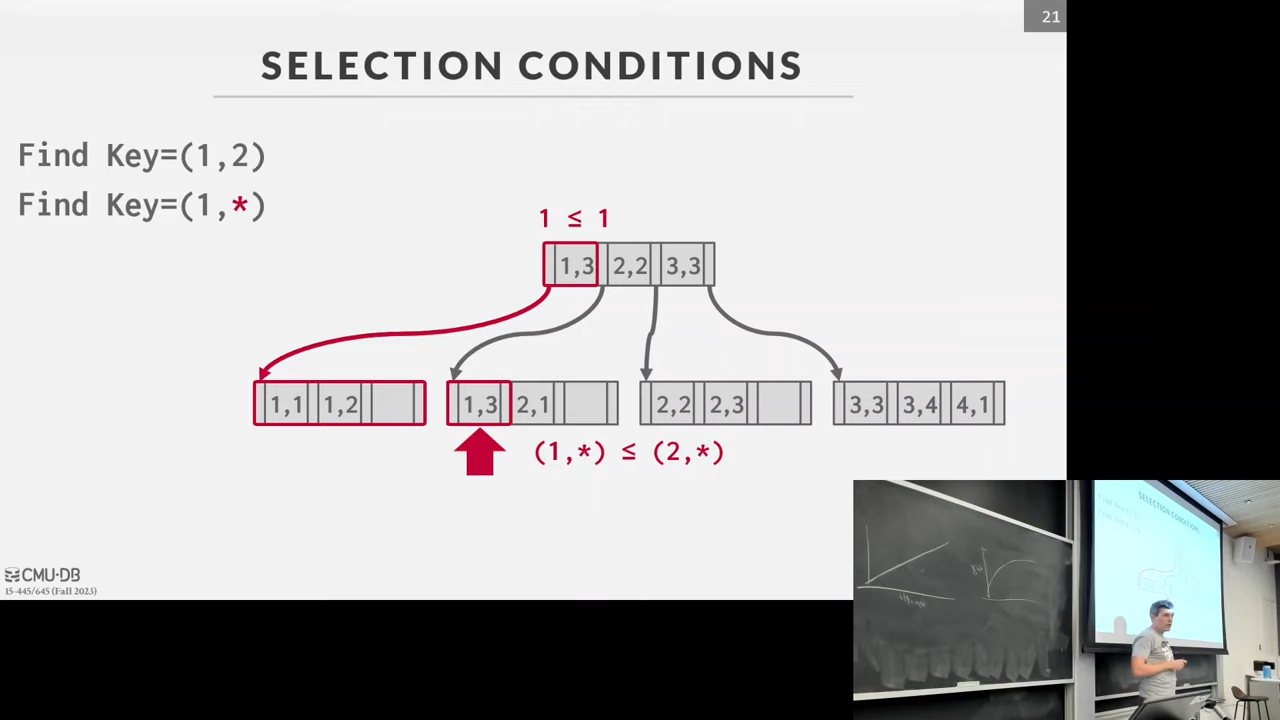 21
SELECTION CONDITIONS
Find Key=(1,2)
Find Key=(1,*)
1 ≤ 1
1,3 2,2 3,3
1,1 1,2 1,3 2,1 2,2 2,3 3,3 3,4 4,1
(1,*) ≤ (2,*)
CMU·DB
15-445/645 (Fall 2023)
SELECTION CONDITIONS